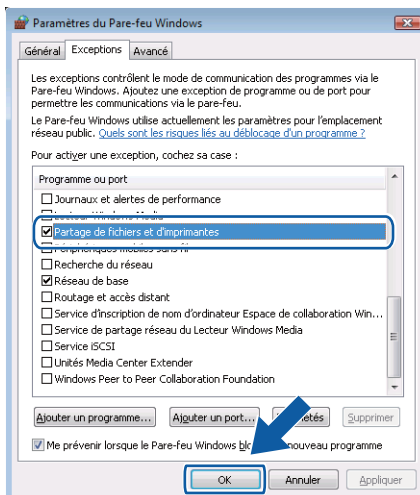 Paramètres du Pare-feu Windows
Général
Exceptions
Avancé
Les exceptions contrôlent le mode de communication des programmes via le
Pare-feu Windows. Ajoutez une exception de programme ou de port pour
permettre les communications via le pare-feu.
Le Pare-feu Windows utilise actuellement les paramètres pour l'emplacement
réseau public. Quels sont les risques liés au déblocage d'un programme ?
Pour activer une exception, cochez sa case :
Programme ou port
Journaux et alertes de performance
Lecteur Windows Media
Partage de fichiers et d'imprimantes
Périphériques mobiles sans fil
Recherche du réseau
Réseau de base
Routage et accès distant
Service d'inscription de nom d'ordinateur Espace de collaboration Win...
Service de partage réseau du Lecteur Windows Media
Service iSCSI
Unités Media Center Extender
Windows Peer to Peer Collaboration Foundation
Ajouter un programme...
Ajouter un port...
Supprimer
Me prévenir lorsque le Pare-feu Windows nouveau programme
OK
Annuler
Appliquer